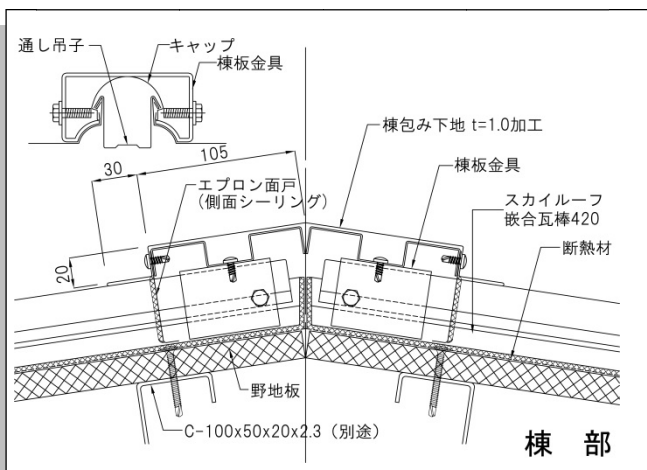 通し吊子
キャップ
棟板金具
棟包み下地 t=1.0加工
105
30
エプロン面戸
(側面シーリング)
棟板金具
スカイルーフ
嵌合瓦棒420
断熱材
20
野地板
C-100x50x20x2.3 (別途)
棟 部